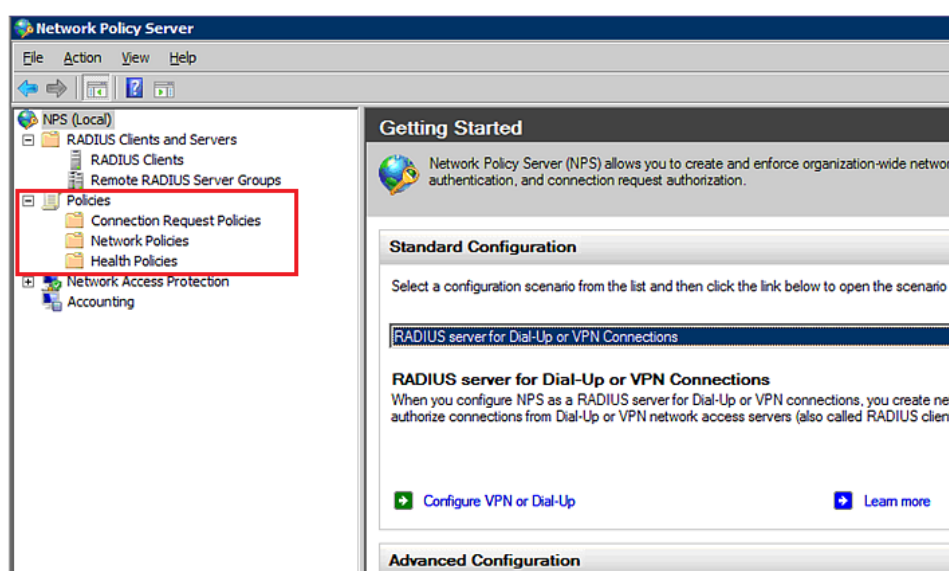 Network Policy Server
File Action View Help
NPS (Local)
RADIUS Clients and Servers
RADIUS Clients
Remote RADIUS Server Groups
Policies
Connection Request Policies
Network Policies
Health Policies
Network Access Protection
Accounting
Getting Started
Network Policy Server (NPS) allows you to create and enforce organization-wide networ
authentication, and connection request authorization.
Standard Configuration
Select a configuration scenario from the list and then click the link below to open the scenario
RADIUS server for Dial-Up or VPN Connections
RADIUS server for Dial-Up or VPN Connections
When you configure NPS as a RADIUS server for Dial-Up or VPN connections, you create ne
authorize connections from Dial-Up or VPN network access servers (also called RADIUS clien
Configure VPN or Dial-Up
Learn more
Advanced Configuration